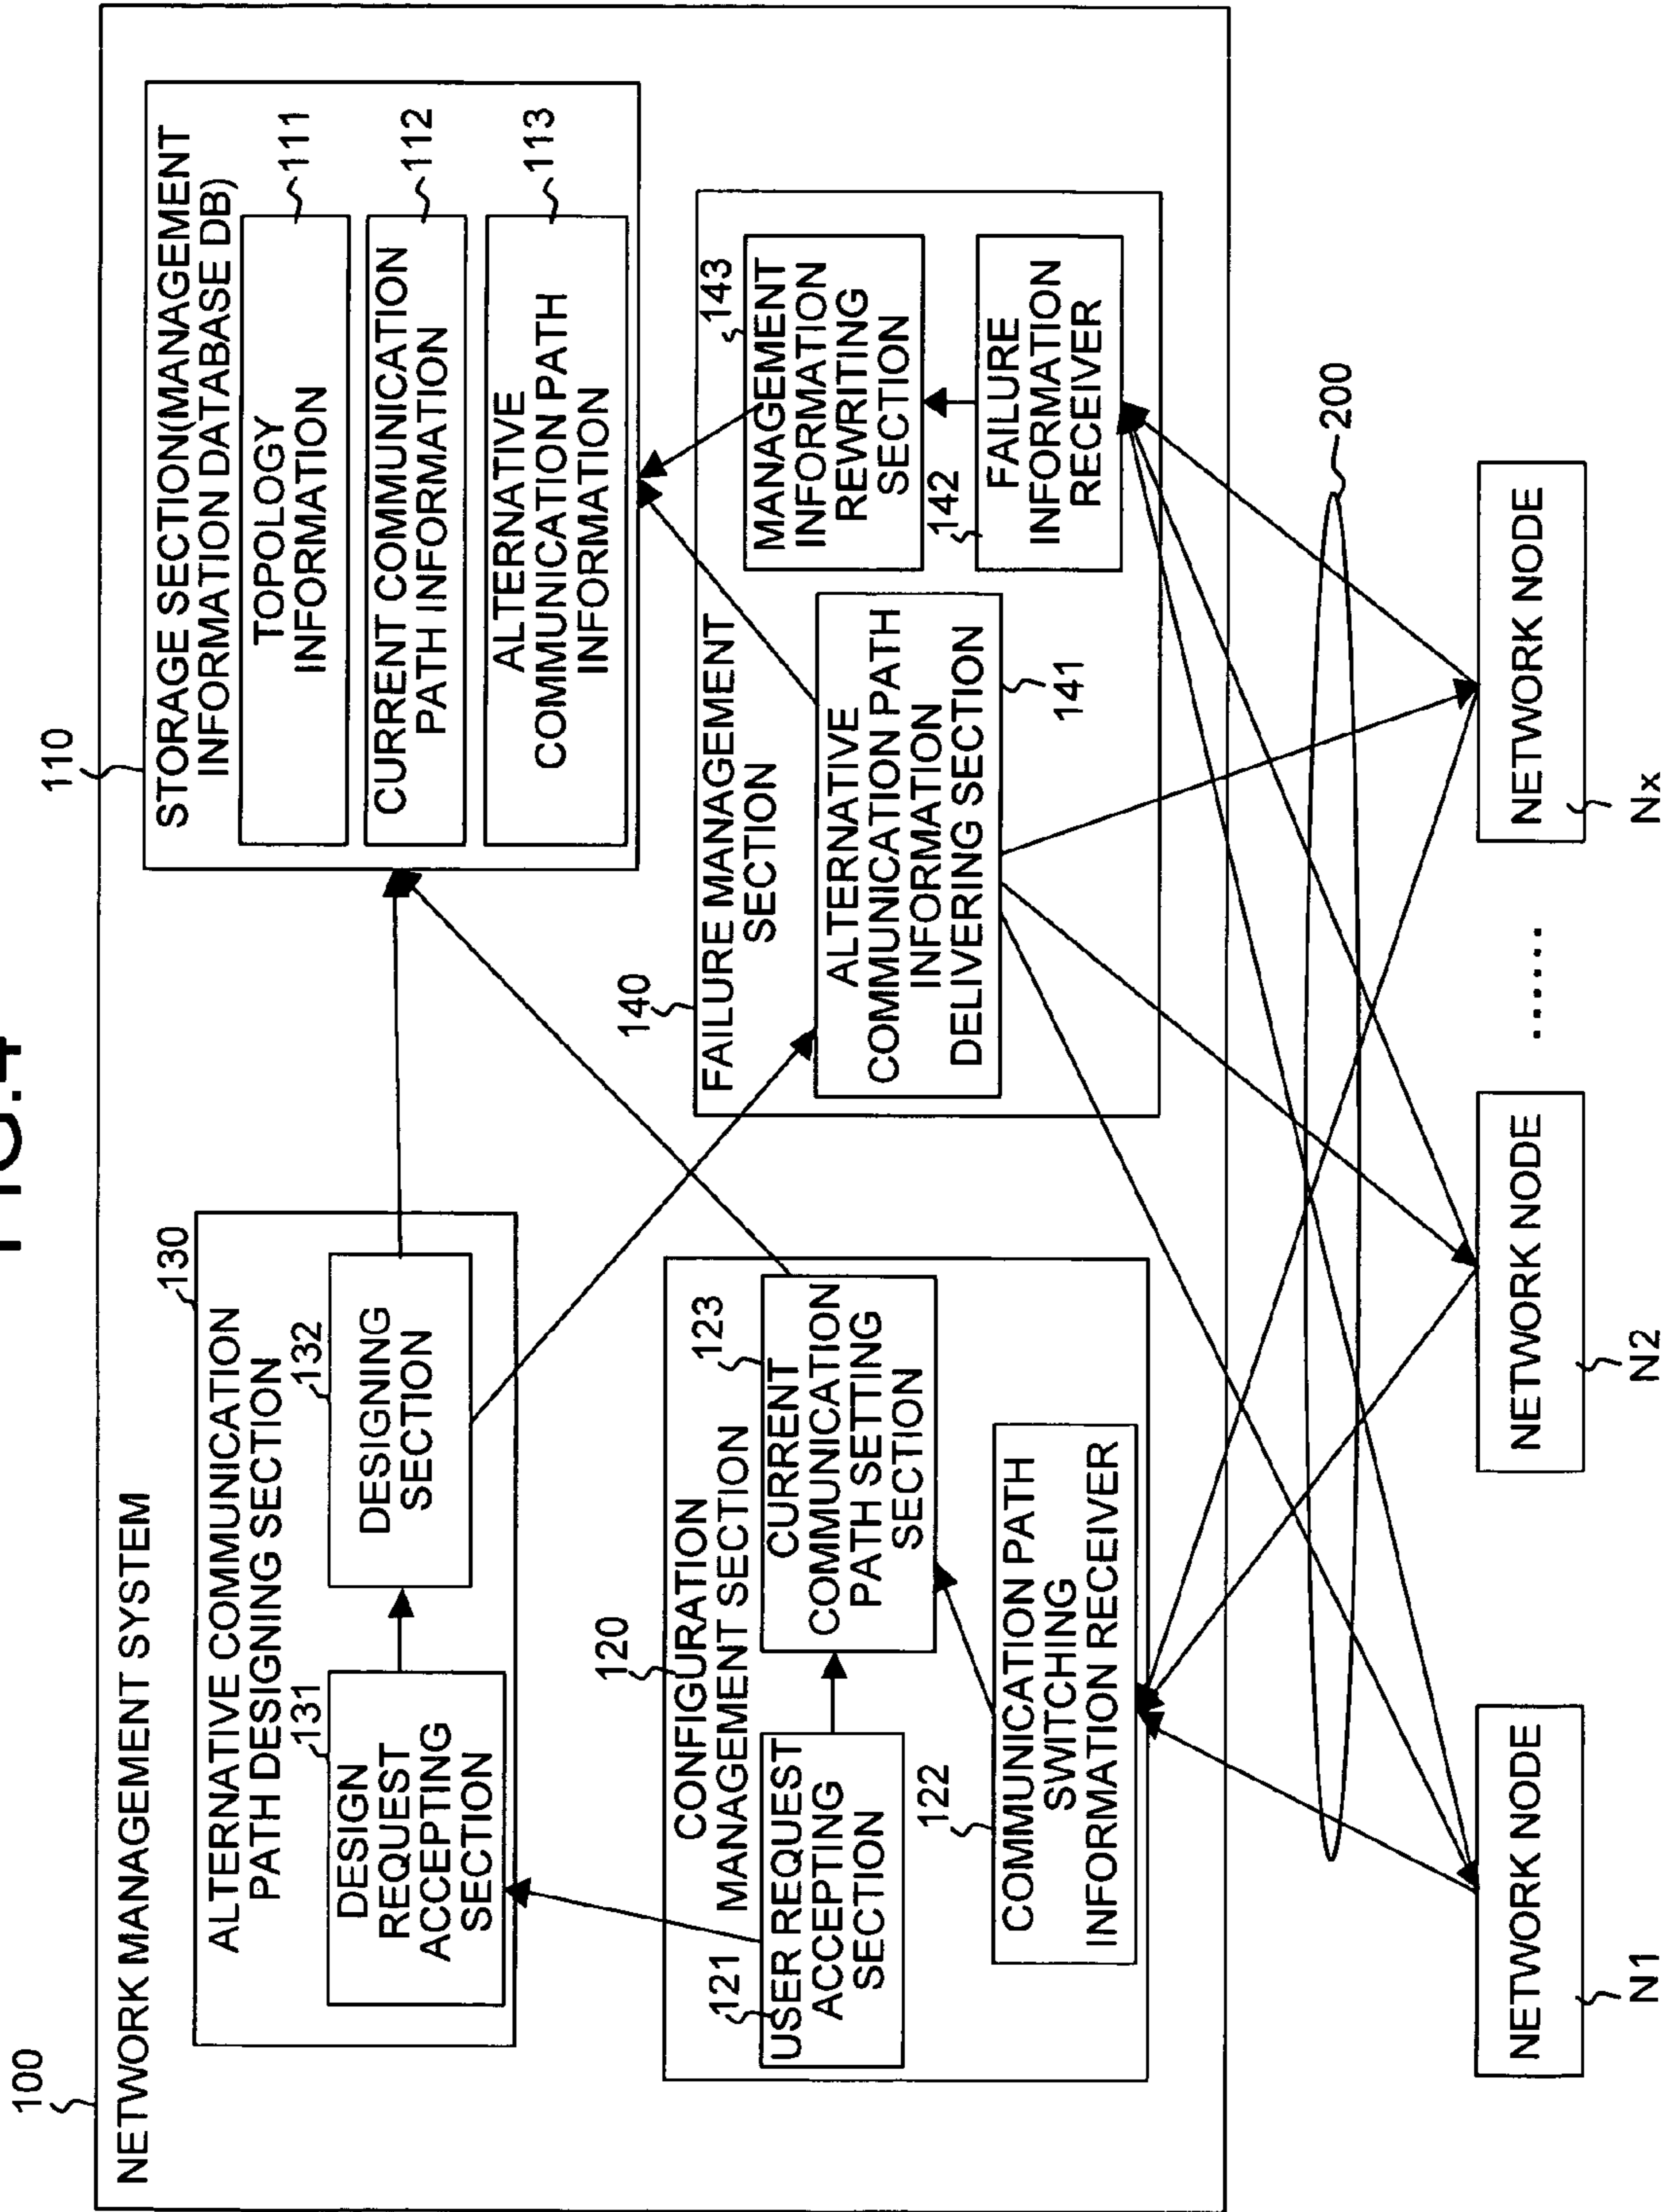 FIG.4
100
NETWORK MANAGEMENT SYSTEM
110
STORAGE SECTION(MANAGEMENT
INFORMATION DATABASE DB)
TOPOLOGY
INFORMATION
111
CURRENT COMMUNICATION
PATH INFORMATION
112
ALTERNATIVE
COMMUNICATION PATH
INFORMATION
113
130
ALTERNATIVE COMMUNICATION
PATH DESIGNING SECTION
131
DESIGN
REQUEST
ACCEPTING
SECTION
132
DESIGNING
SECTION
120
CONFIGURATION
MANAGEMENT SECTION
121
USER REQUEST
ACCEPTING
SECTION
123
CURRENT
COMMUNICATION
PATH SETTING
SECTION
122
COMMUNICATION PATH
SWITCHING
INFORMATION RECEIVER
140
FAILURE MANAGEMENT
SECTION
ALTERNATIVE
COMMUNICATION PATH
INFORMATION
DELIVERING SECTION
141
143
MANAGEMENT
INFORMATION
REWRITING
SECTION
142
FAILURE
INFORMATION
RECEIVER
200
NETWORK NODE
N1
NETWORK NODE
N2
......
NETWORK NODE
Nx